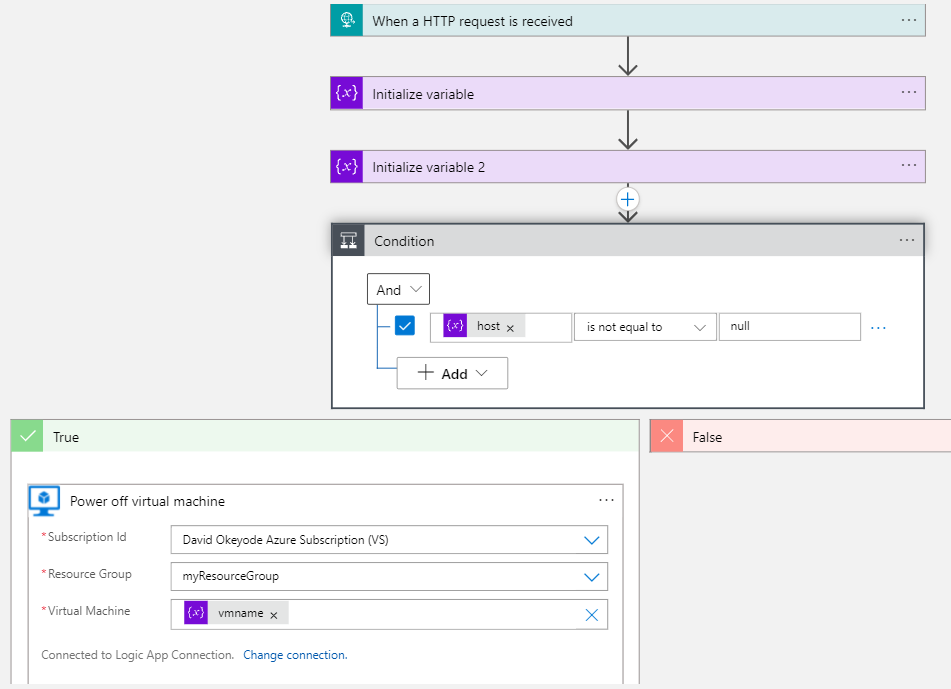 When a HTTP request is received
{x} Initialize variable
{x} Initialize variable 2
Condition
And
{x} host is not equal to null
Add
True
False
Power off virtual machine
*Subscription Id David Okeyode Azure Subscription (VS)
*Resource Group myResourceGroup
*Virtual Machine {x} vmname
Connected to Logic App Connection. Change connection.